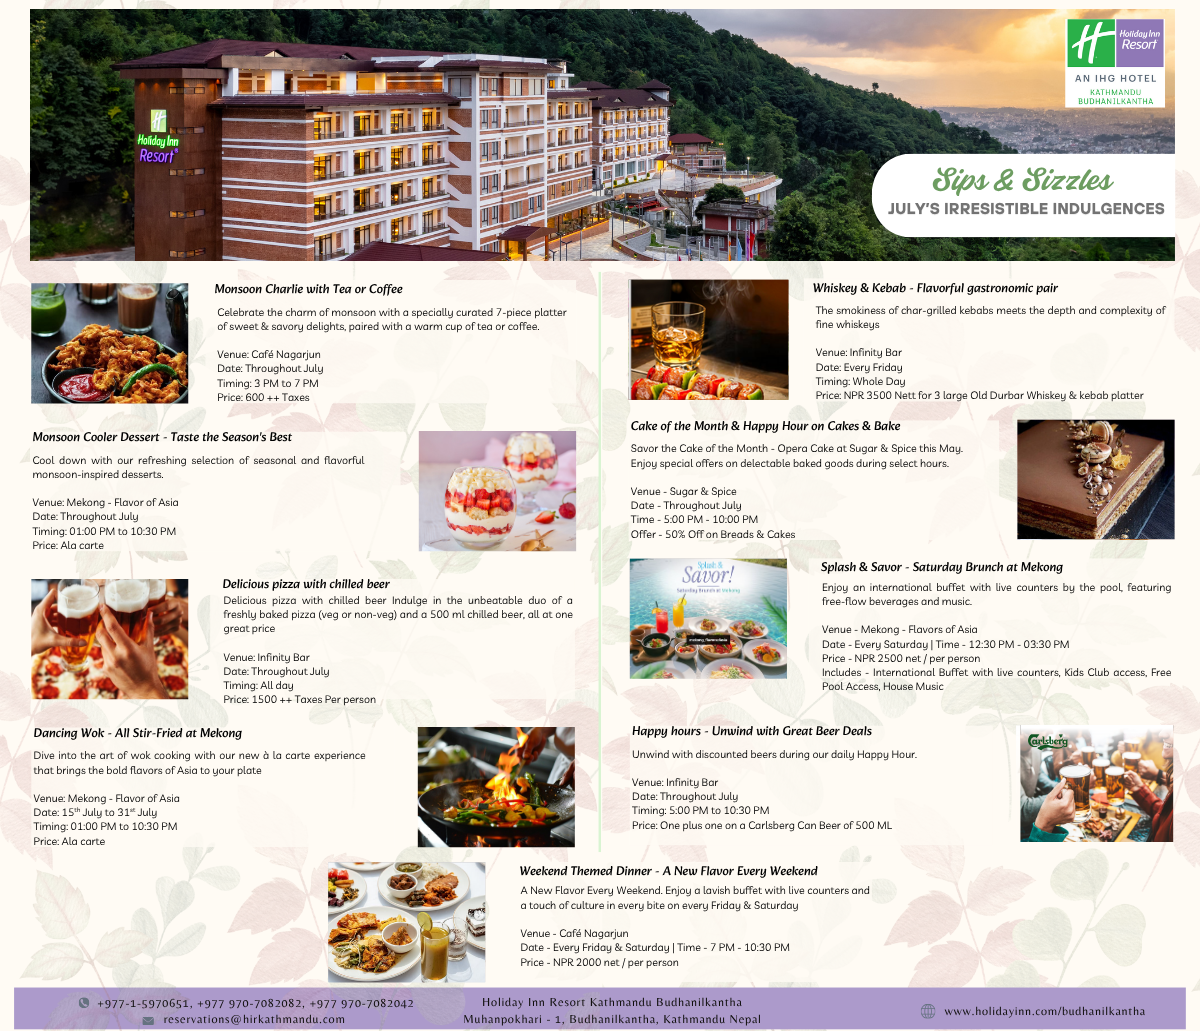 Holiday Inn
Resort
AN IHG HOTEL
KATHMANDU
BUDHANILKANTHA
Holiday Inn
Resort
Sips & Sizzles
JULY'S IRRESISTIBLE INDULGENCES
Monsoon Charlie with Tea or Coffee
Celebrate the charm of monsoon with a specially curated 7-piece platter
of sweet & savory delights, paired with a warm cup of tea or coffee.
Venue: Café Nagarjun
Date: Throughout July
Timing: 3 PM to 7 PM
Price: 600 ++ Taxes
Monsoon Cooler Dessert - Taste the Season's Best
Cool down with our refreshing selection of seasonal and flavorful
monsoon-inspired desserts.
Venue: Mekong - Flavor of Asia
Date: Throughout July
Timing: 01:00 PM to 10:30 PM
Price: Ala carte
Delicious pizza with chilled beer
Delicious pizza with chilled beer Indulge in the unbeatable duo of a
freshly baked pizza (veg or non-veg) and a 500 ml chilled beer, all at one
great price
Venue: Infinity Bar
Date: Throughout July
Timing: All day
Price: 1500 ++ Taxes Per person
Dancing Wok - All Stir-Fried at Mekong
Dive into the art of wok cooking with our new à la carte experience
that brings the bold flavors of Asia to your plate
Venue: Mekong - Flavor of Asia
Date: 15th July to 31st July
Timing: 01:00 PM to 10:30 PM
Price: Ala carte
Whiskey & Kebab - Flavorful gastronomic pair
The smokiness of char-grilled kebabs meets the depth and complexity of
fine whiskeys
Venue: Infinity Bar
Date: Every Friday
Timing: Whole Day
Price: NPR 3500 Nett for 3 large Old Durbar Whiskey & kebab platter
Cake of the Month & Happy Hour on Cakes & Bake
Savor the Cake of the Month - Opera Cake at Sugar & Spice this May.
Enjoy special offers on delectable baked goods during select hours.
Venue - Sugar & Spice
Date - Throughout July
Time - 5:00 PM - 10:00 PM
Offer - 50% Off on Breads & Cakes
Splash &
Savor!
Saturday Brunch at Mekong
Splash & Savor - Saturday Brunch at Mekong
Enjoy an international buffet with live counters by the pool, featuring
free-flow beverages and music.
Venue - Mekong - Flavors of Asia
Date - Every Saturday | Time - 12:30 PM - 03:30 PM
Price - NPR 2500 net / per person
Includes - International Buffet with live counters, Kids Club access, Free
Pool Access, House Music
Happy hours - Unwind with Great Beer Deals
Unwind with discounted beers during our daily Happy Hour.
Venue: Infinity Bar
Date: Throughout July
Timing: 5:00 PM to 10:30 PM
Price: One plus one on a Carlsberg Can Beer of 500 ML
Carlsberg
Weekend Themed Dinner - A New Flavor Every Weekend
A New Flavor Every Weekend. Enjoy a lavish buffet with live counters and
a touch of culture in every bite on every Friday & Saturday
Venue - Café Nagarjun
Date - Every Friday & Saturday | Time - 7 PM - 10:30 PM
Price - NPR 2000 net / per person
+977-1-5970651, +977 970-7082082, +977 970-7082042
reservations@hirkathmandu.com
Holiday Inn Resort Kathmandu Budhanilkantha
Muhanpokhari - 1, Budhanilkantha, Kathmandu Nepal
www.holidayinn.com/budhanilkantha